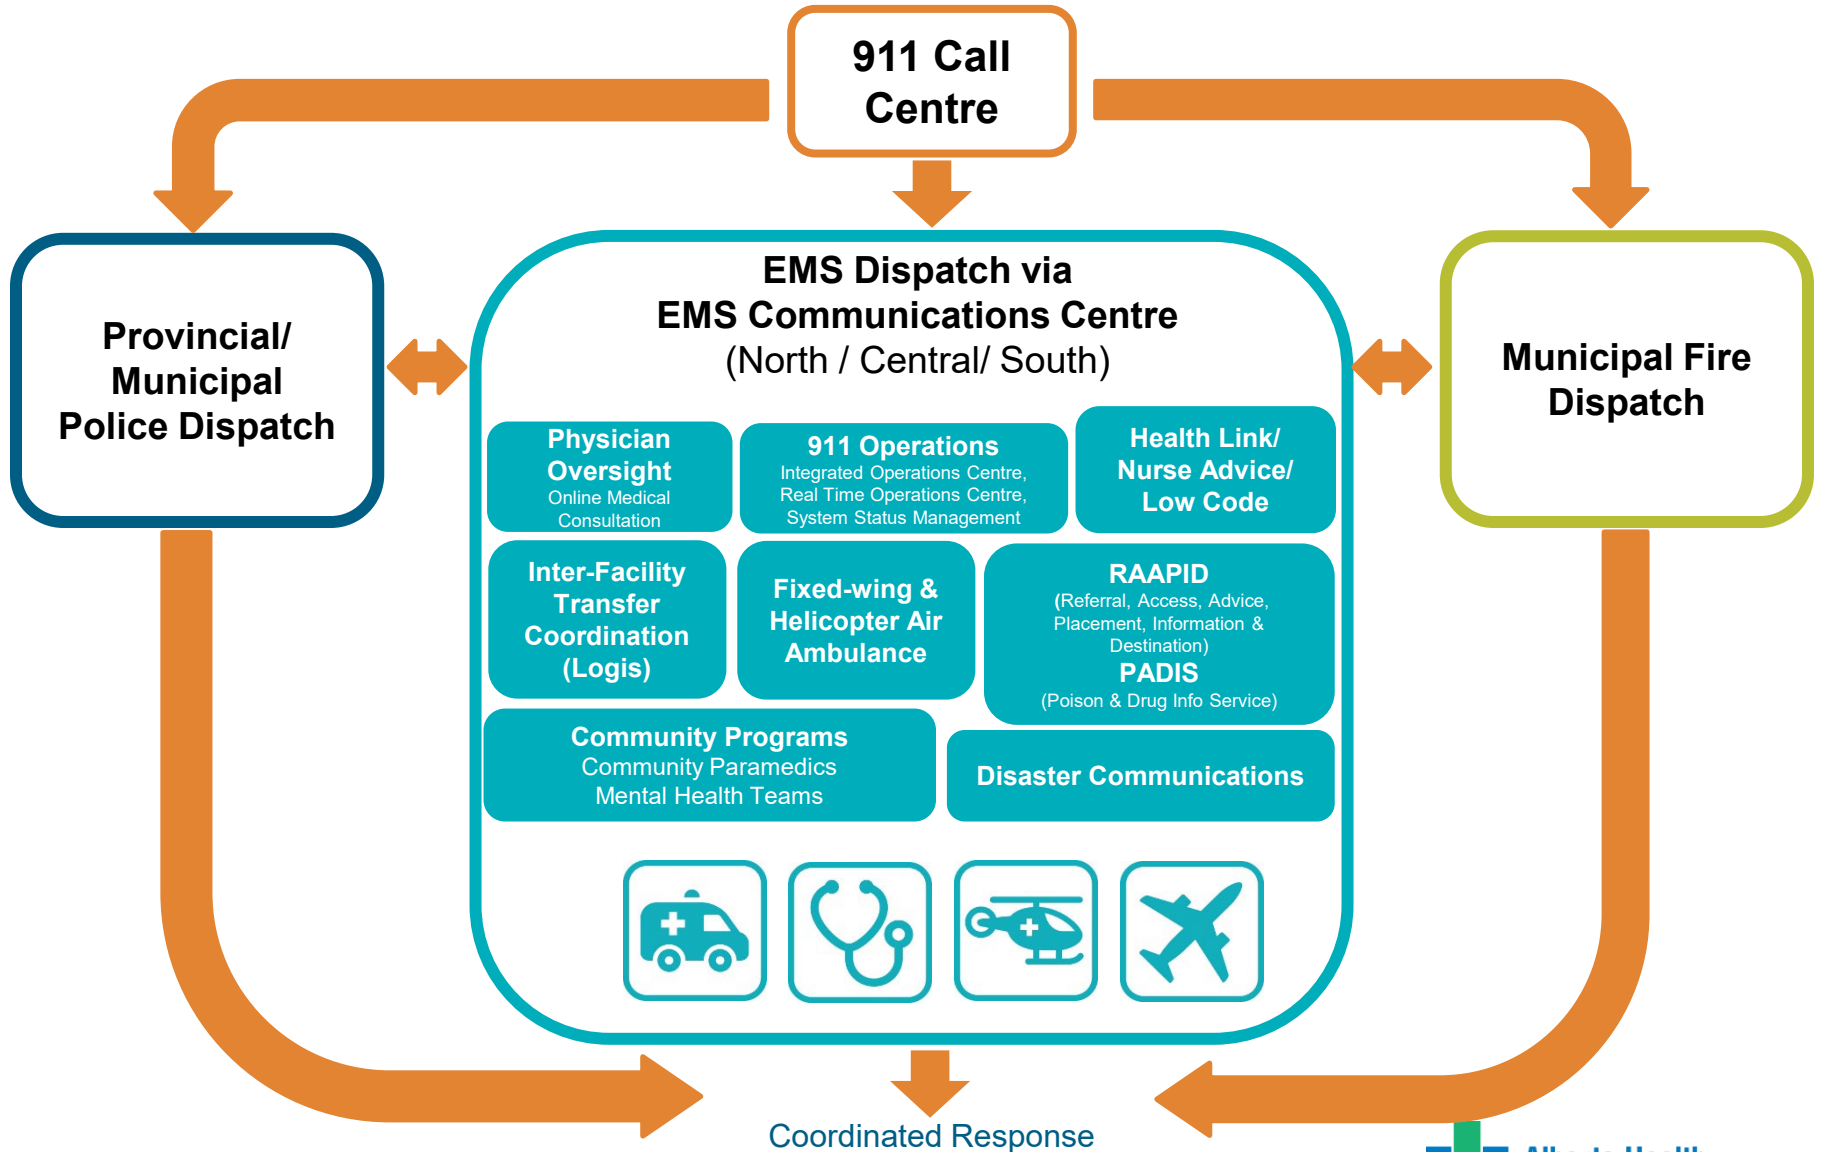 911 Call
Centre
Provincial/
Municipal
Police Dispatch
EMS Dispatch via
EMS Communications Centre
(North / Central/ South)
Municipal Fire
Dispatch
Physician
Oversight
Online Medical
Consultation
911 Operations
Integrated Operations Centre,
Real Time Operations Centre,
System Status Management
Health Link/
Nurse Advice/
Low Code
Inter-Facility
Transfer
Coordination
(Logis)
Fixed-wing &
Helicopter Air
Ambulance
RAAPID
(Referral, Access, Advice,
Placement, Information &
Destination)
PADIS
(Poison & Drug Info Service)
Community Programs
Community Paramedics
Mental Health Teams
Disaster Communications
Coordinated Response
Alberta Health